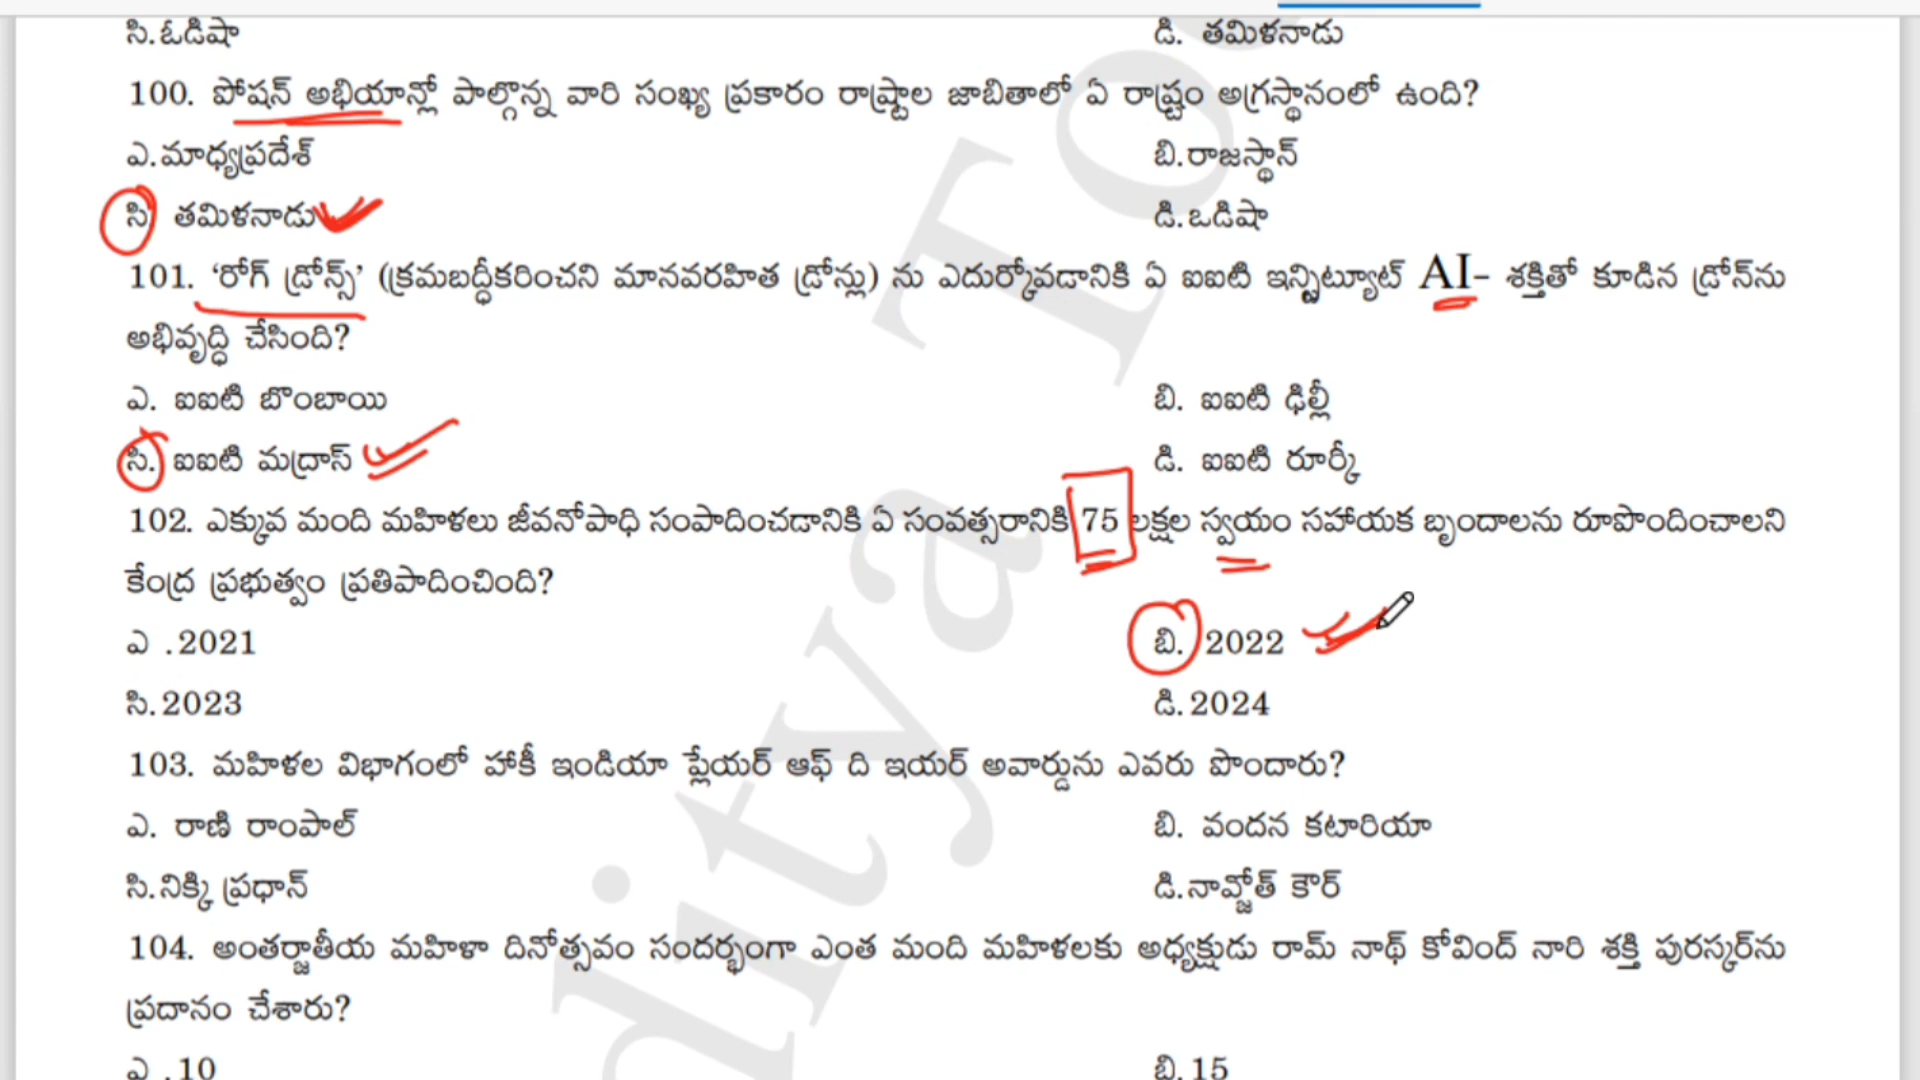 సి.ఓడిషా
డి. తమిళనాడు
100. పోషన్ అభియాన్లో పాల్గొన్న వారి సంఖ్య ప్రకారం రాష్ట్రాల జాబితాలో ఏ రాష్ట్రం అగ్రస్థానంలో ఉంది?
ఎ.మాధ్యప్రదేశ్
బి.రాజస్థాన్
సి. తమిళనాడు
డి.ఒడిషా
101. ‘రోగ్ డ్రోన్స్’ (క్రమబద్ధీకరించని మానవరహిత డ్రోన్లు) ను ఎదుర్కోవడానికి ఏ ఐఐటి ఇన్స్టిట్యూట్ AI- శక్తితో కూడిన డ్రోన్‌ను
అభివృద్ధి చేసింది?
ఎ. ఐఐటి బొంబాయి
బి. ఐఐటి ఢిల్లీ
సి. ఐఐటి మద్రాస్
డి. ఐఐటి రూర్కీ
102. ఎక్కువ మంది మహిళలు జీవనోపాధి సంపాదించడానికి ఏ సంవత్సరానికి 75 లక్షల స్వయం సహాయక బృందాలను రూపొందించాలని
కేంద్ర ప్రభుత్వం ప్రతిపాదించింది?
ఎ .2021
బి. 2022
సి.2023
డి.2024
103. మహిళల విభాగంలో హాకీ ఇండియా ప్లేయర్ ఆఫ్ ది ఇయర్ అవార్డును ఎవరు పొందారు?
ఎ. రాణి రాంపాల్
బి. వందన కటారియా
సి.నిక్కి ప్రధాన్
డి.నావ్జోత్ కౌర్
104. అంతర్జాతీయ మహిళా దినోత్సవం సందర్భంగా ఎంత మంది మహిళలకు అధ్యక్షుడు రామ్ నాథ్ కోవింద్ నారి శక్తి పురస్కర్‌ను
ప్రదానం చేశారు?
ఎ .10
బి.15